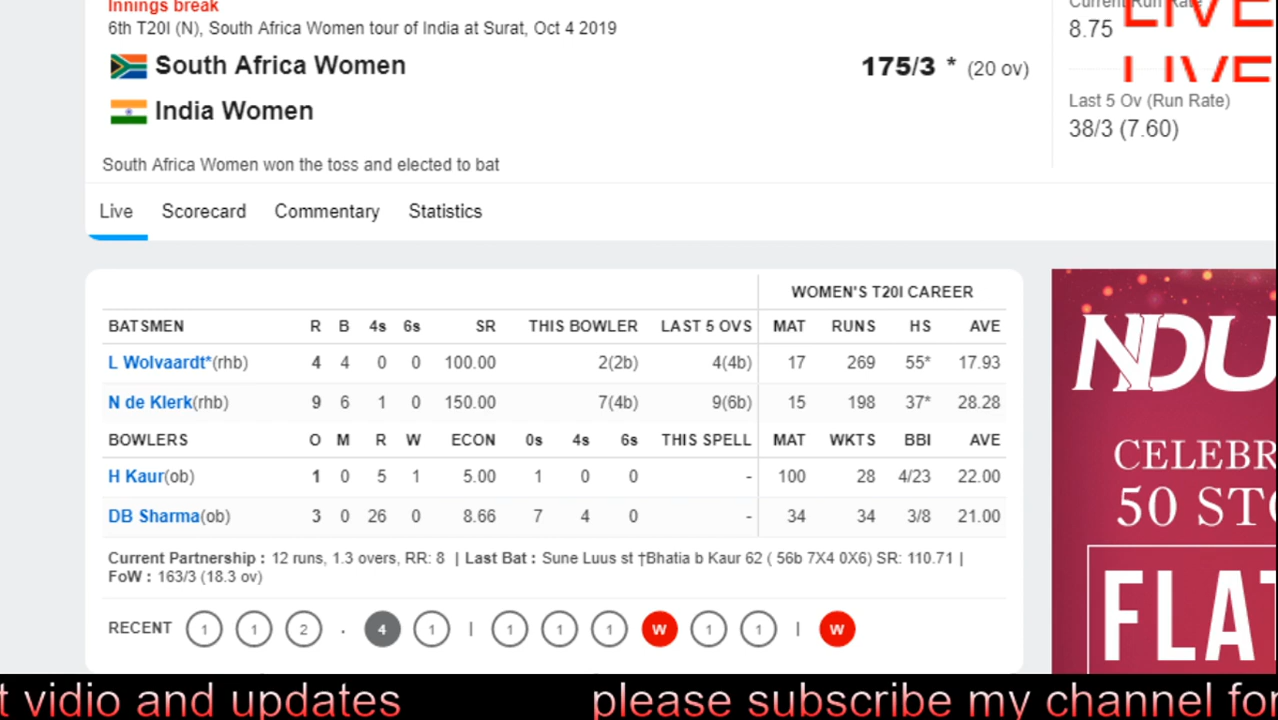 Innings break
6th T20I (N), South Africa Women tour of India at Surat, Oct 4 2019
South Africa Women 175/3 * (20 ov)
India Women
South Africa Women won the toss and elected to bat
Current Run Rate
8.75
LIVE
LIVE
Last 5 Ov (Run Rate)
38/3 (7.60)
Live Scorecard Commentary Statistics
WOMEN'S T20I CAREER
BATSMEN R B 4s 6s SR THIS BOWLER LAST 5 OVS MAT RUNS HS AVE
L Wolvaardt*(rhb) 4 4 0 0 100.00 2(2b) 4(4b) 17 269 55* 17.93
N de Klerk(rhb) 9 6 1 0 150.00 7(4b) 9(6b) 15 198 37* 28.28
BOWLERS O M R W ECON 0s 4s 6s THIS SPELL MAT WKTS BBI AVE
H Kaur(ob) 1 0 5 1 5.00 1 0 0 - 100 28 4/23 22.00
DB Sharma(ob) 3 0 26 0 8.66 7 4 0 - 34 34 3/8 21.00
Current Partnership : 12 runs, 1.3 overs, RR: 8 | Last Bat : Sune Luus st †Bhatia b Kaur 62 ( 56b 7X4 0X6) SR: 110.71 |
FoW : 163/3 (18.3 ov)
RECENT 1 1 2 . 4 1 | 1 1 1 W 1 1 | W
NDU
CELEBR
50 STO
FLA
t vidio and updates please subscribe my channel for